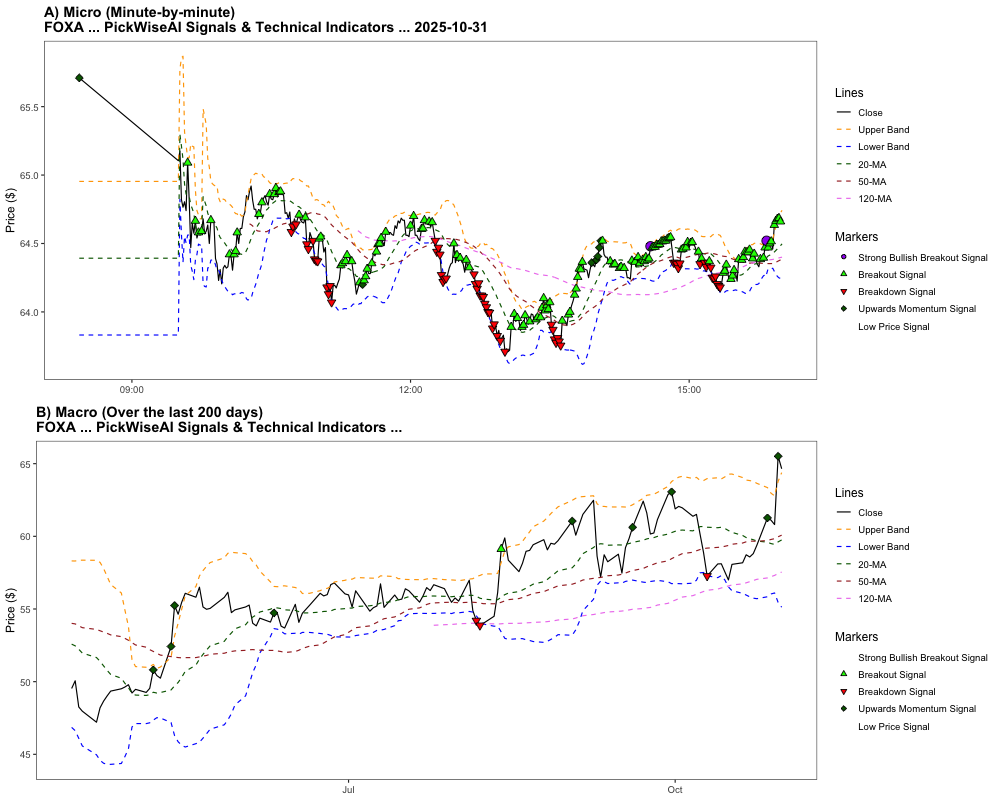 A) Micro (Minute-by-minute)
FOXA ... PickWiseAI Signals & Technical Indicators ... 2025-10-31
Price ($)
65.5
65.0
64.5
64.0
09:00
12:00
15:00
Lines
Close
Upper Band
Lower Band
20-MA
50-MA
120-MA
Markers
Strong Bullish Breakout Signal
Breakout Signal
Breakdown Signal
Upwards Momentum Signal
Low Price Signal
B) Macro (Over the last 200 days)
FOXA ... PickWiseAI Signals & Technical Indicators ...
Price ($)
65
60
55
50
45
Jul
Oct
Lines
Close
Upper Band
Lower Band
20-MA
50-MA
120-MA
Markers
Strong Bullish Breakout Signal
Breakout Signal
Breakdown Signal
Upwards Momentum Signal
Low Price Signal